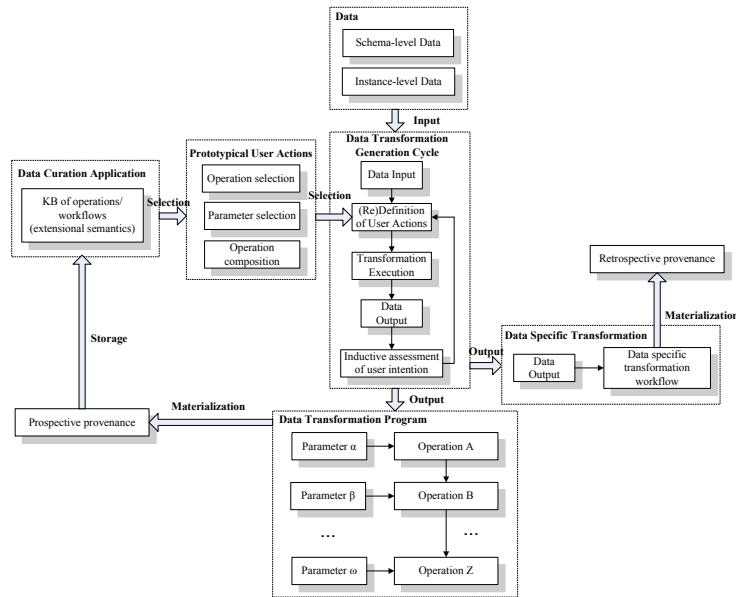 Data
Schema-level Data
Instance-level Data
Input
Data Transformation
Generation Cycle
Data Input
(Re)Definition
of User Actions
Transformation
Execution
Data
Output
Inductive assessment
of user intention
Prototypical User Actions
Operation selection
Parameter selection
Operation
composition
Selection
Data Curation Application
KB of operations/
workflows
(extensional semantics)
Selection
Storage
Prospective provenance
Materialization
Output
Data Transformation Program
Parameter α
Operation A
Parameter β
Operation B
...
...
Parameter ω
Operation Z
Output
Data Specific Transformation
Data
Output
Data specific
transformation
workflow
Materialization
Retrospective provenance